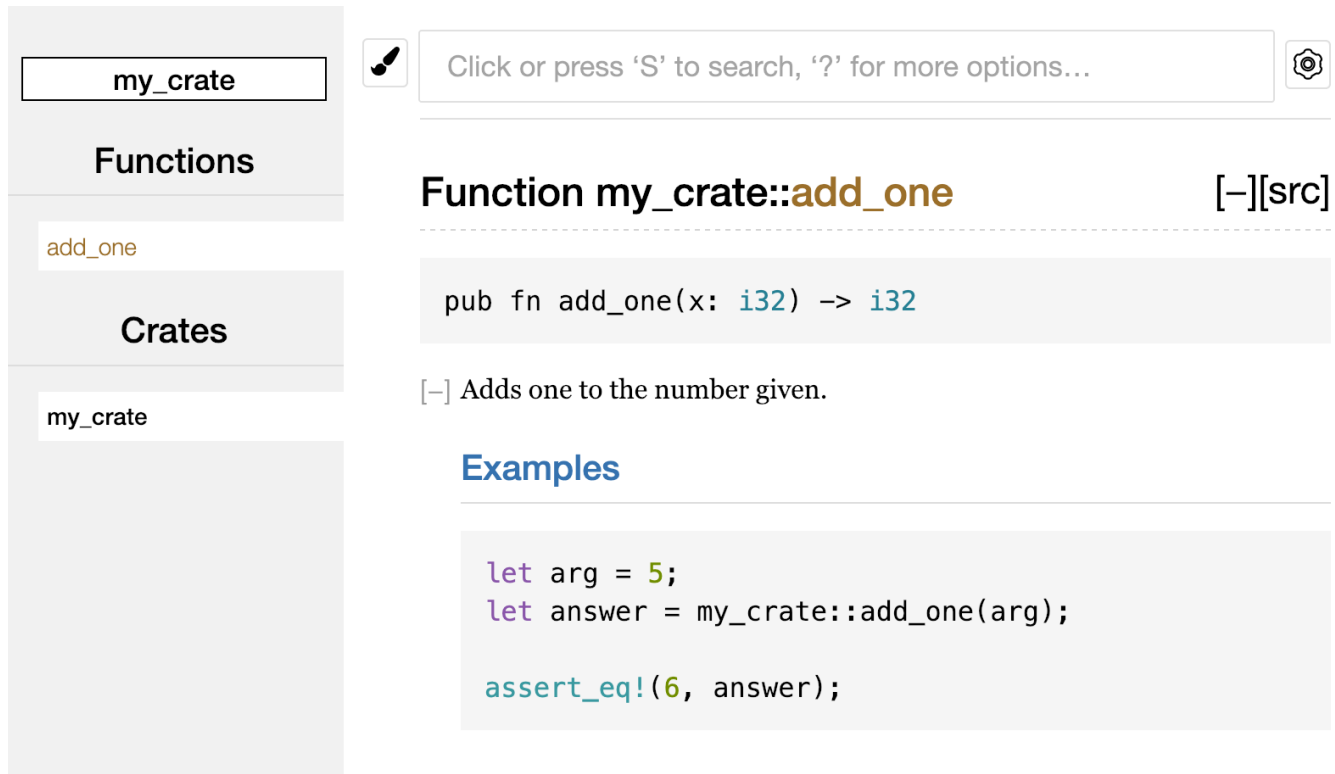 my_crate
Functions
add_one
Crates
my_crate
Click or press ‘S’ to search, ‘?’ for more options…
Function my_crate::add_one
[−][src]
pub fn add_one(x: i32) -> i32
[−] Adds one to the number given.
Examples
let arg = 5;
let answer = my_crate::add_one(arg);
assert_eq!(6, answer);